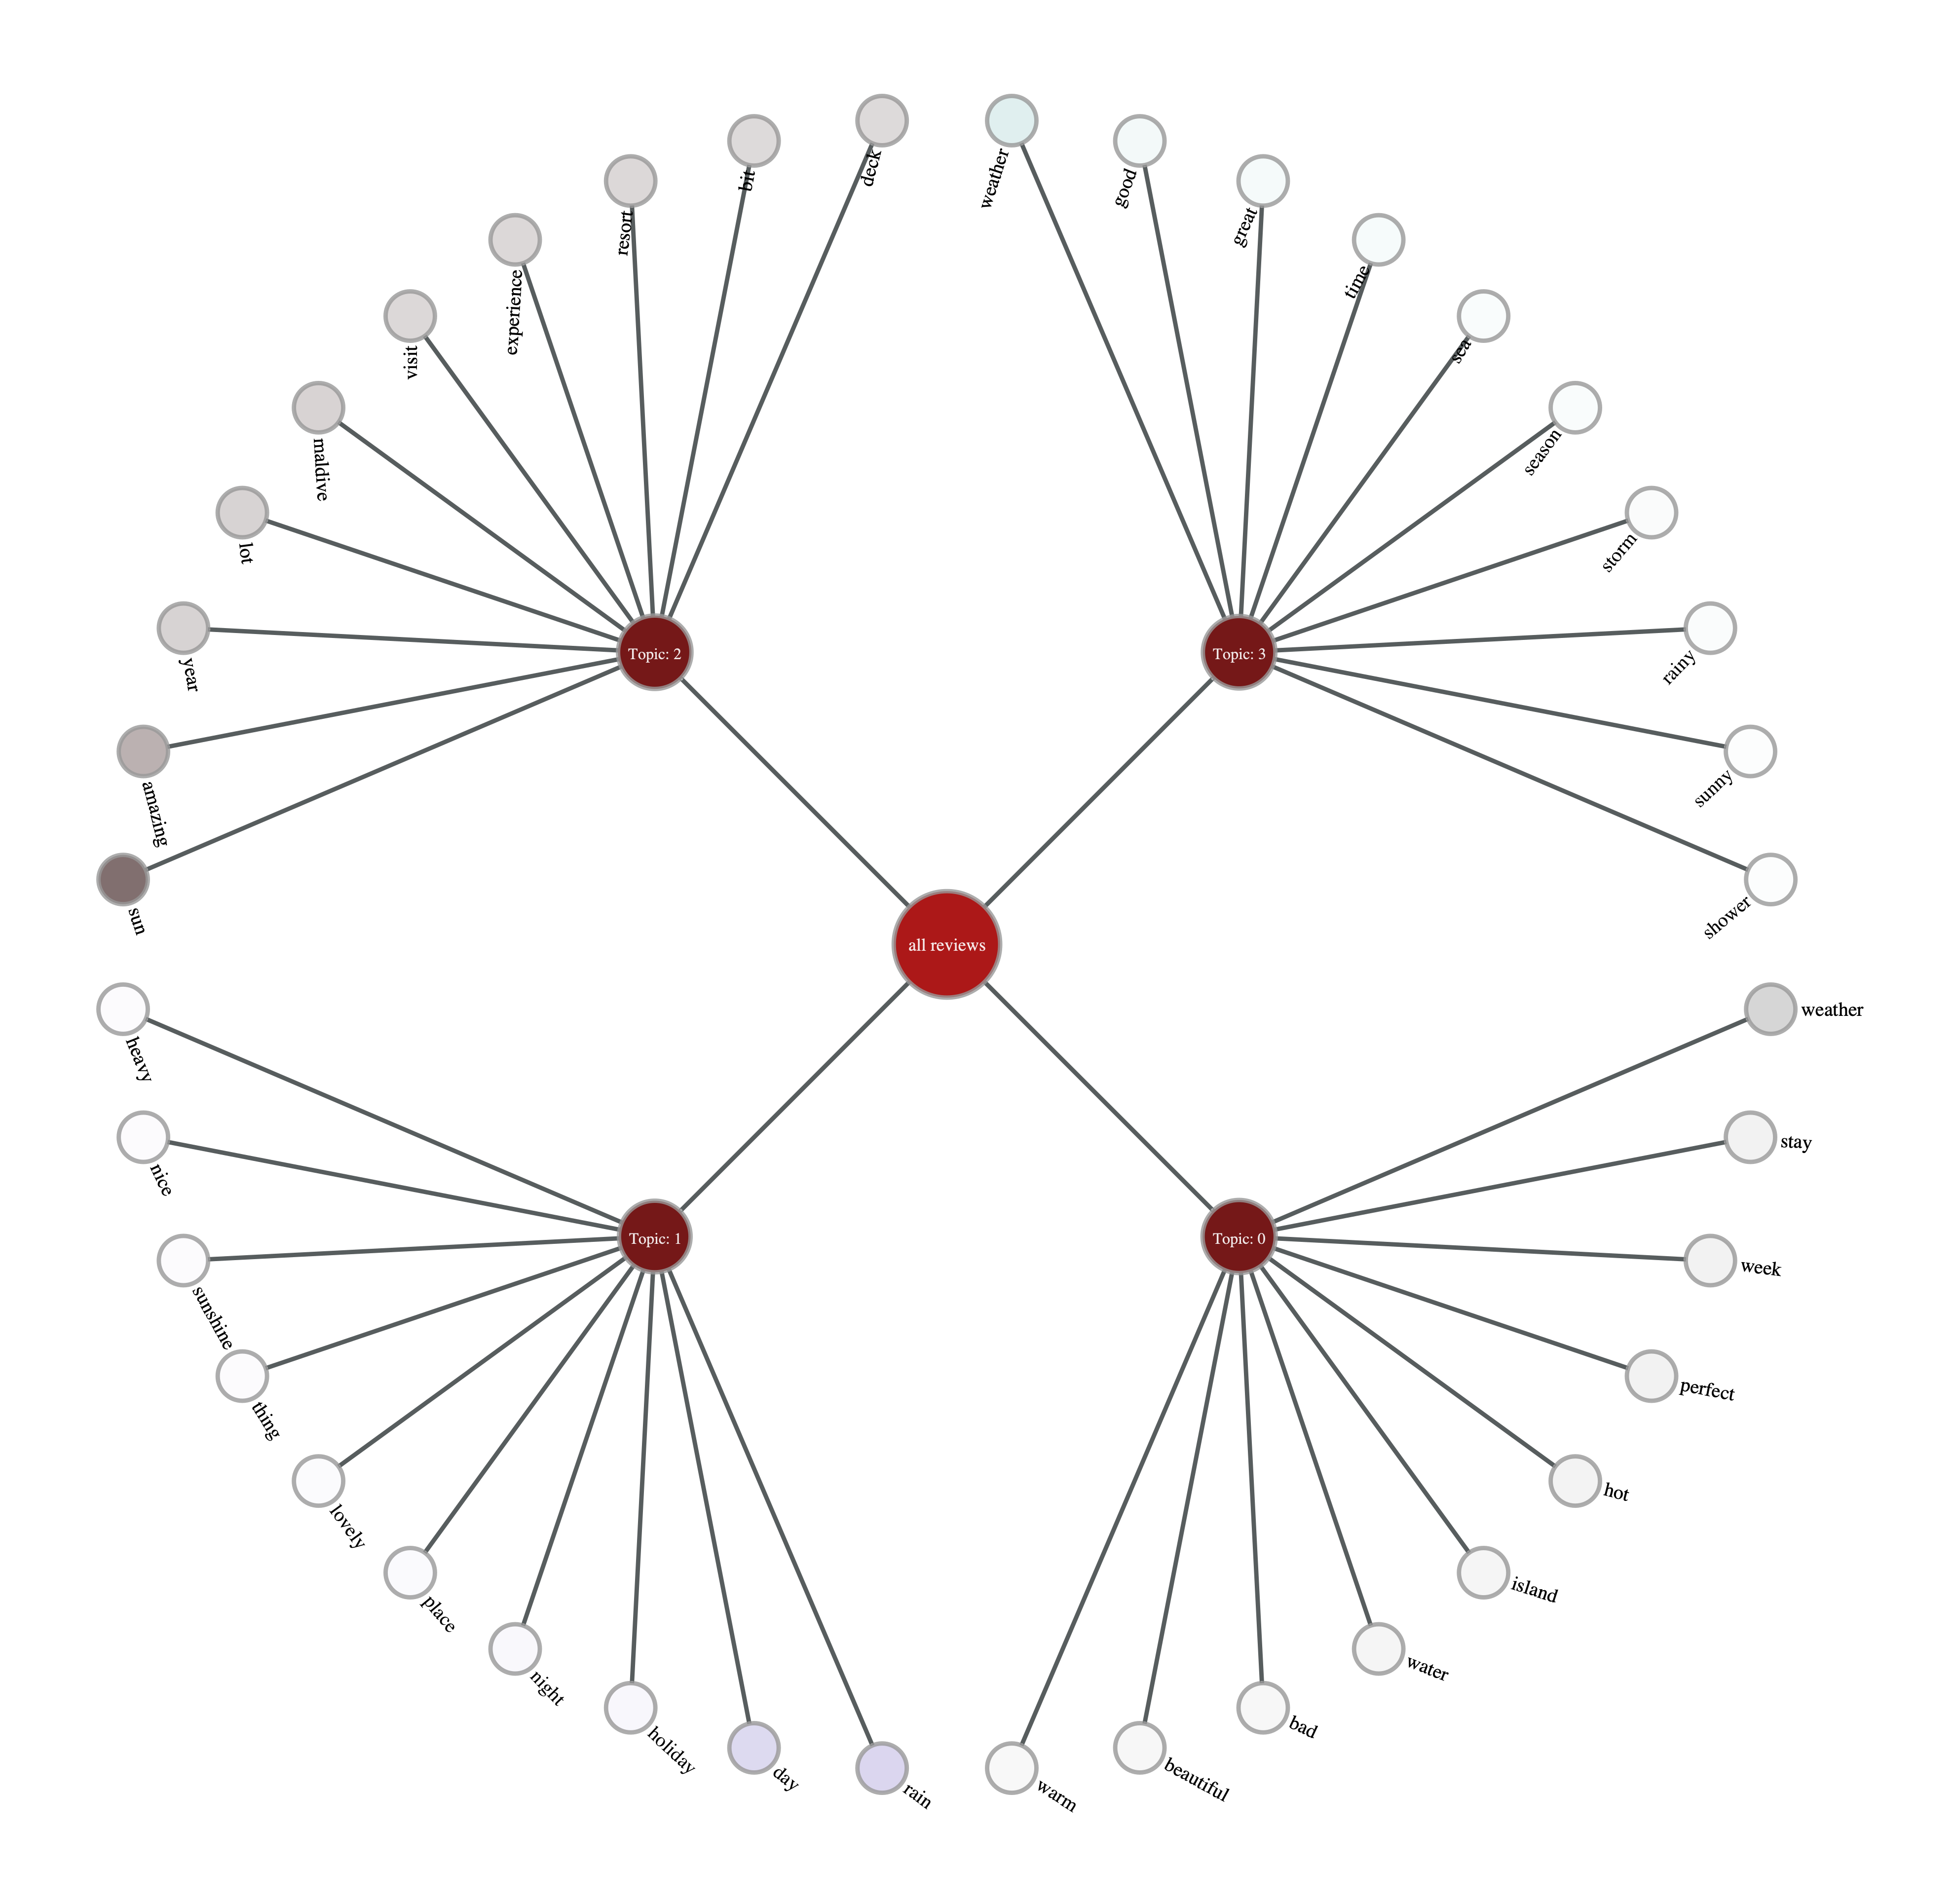 deck
bit
resort
experience
visit
maldive
lot
year
amazing
sun
Topic: 2
weather
good
great
time
sea
season
storm
rainy
sunny
shower
Topic: 3
all reviews
heavy
nice
sunshine
thing
lovely
place
night
holiday
day
rain
Topic: 1
weather
stay
week
perfect
hot
island
water
bad
beautiful
warm
Topic: 0